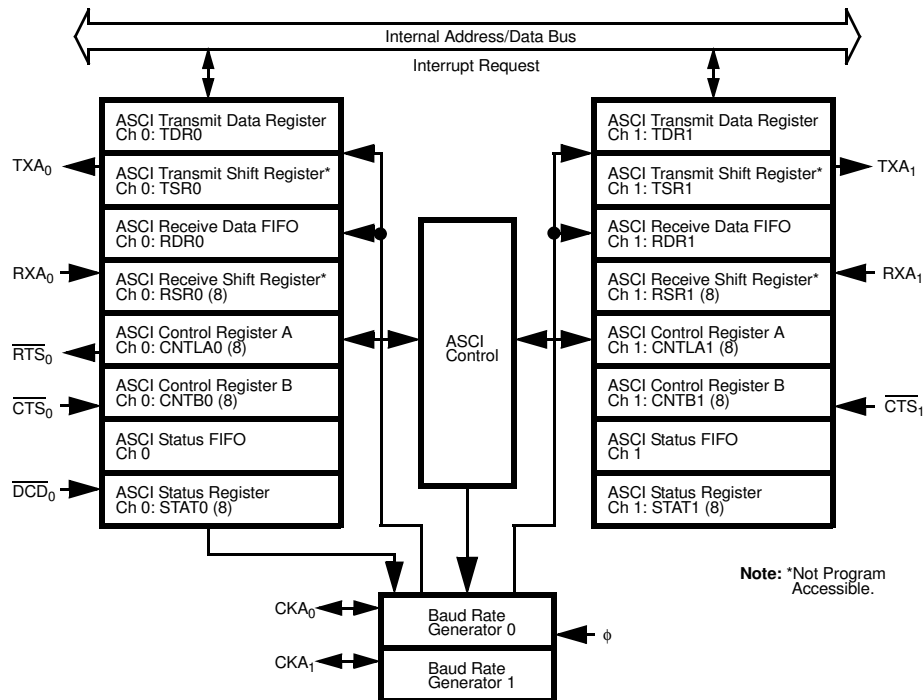 Internal Address/Data Bus
Interrupt Request
ASCI Transmit Data Register
Ch 0: TDR0
TXA0
ASCI Transmit Shift Register*
Ch 0: TSR0
ASCI Receive Data FIFO
Ch 0: RDR0
RXA0
ASCI Receive Shift Register*
Ch 0: RSR0 (8)
RTS0
ASCI Control Register A
Ch 0: CNTLA0 (8)
CTS0
ASCI Control Register B
Ch 0: CNTB0 (8)
ASCI Status FIFO
Ch 0
DCD0
ASCI Status Register
Ch 0: STAT0 (8)
ASCI
Control
ASCI Transmit Data Register
Ch 1: TDR1
ASCI Transmit Shift Register*
Ch 1: TSR1
TXA1
ASCI Receive Data FIFO
Ch 1: RDR1
ASCI Receive Shift Register*
Ch 1: RSR1 (8)
RXA1
ASCI Control Register A
Ch 1: CNTLA1 (8)
ASCI Control Register B
Ch 1: CNTB1 (8)
CTS1
ASCI Status FIFO
Ch 1
ASCI Status Register
Ch 1: STAT1 (8)
Note: *Not Program
Accessible.
CKA0
Baud Rate
Generator 0
ϕ
CKA1
Baud Rate
Generator 1